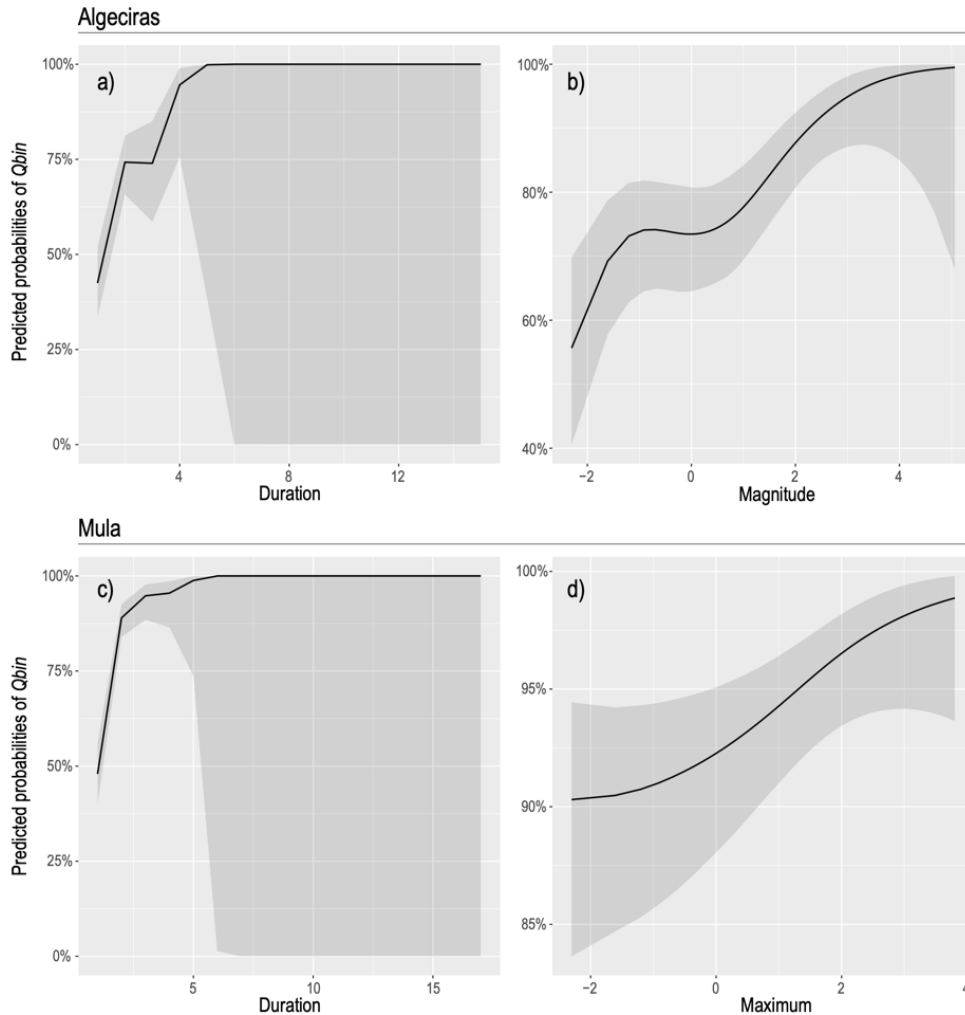 Algeciras
a)
b)
Predicted probabilities of Qbin
100%
75%
50%
25%
0%
4
8
12
Duration
100%
80%
60%
40%
−2
0
2
4
Magnitude
Mula
c)
d)
Predicted probabilities of Qbin
100%
75%
50%
25%
0%
5
10
15
Duration
100%
95%
90%
85%
−2
0
2
4
Maximum